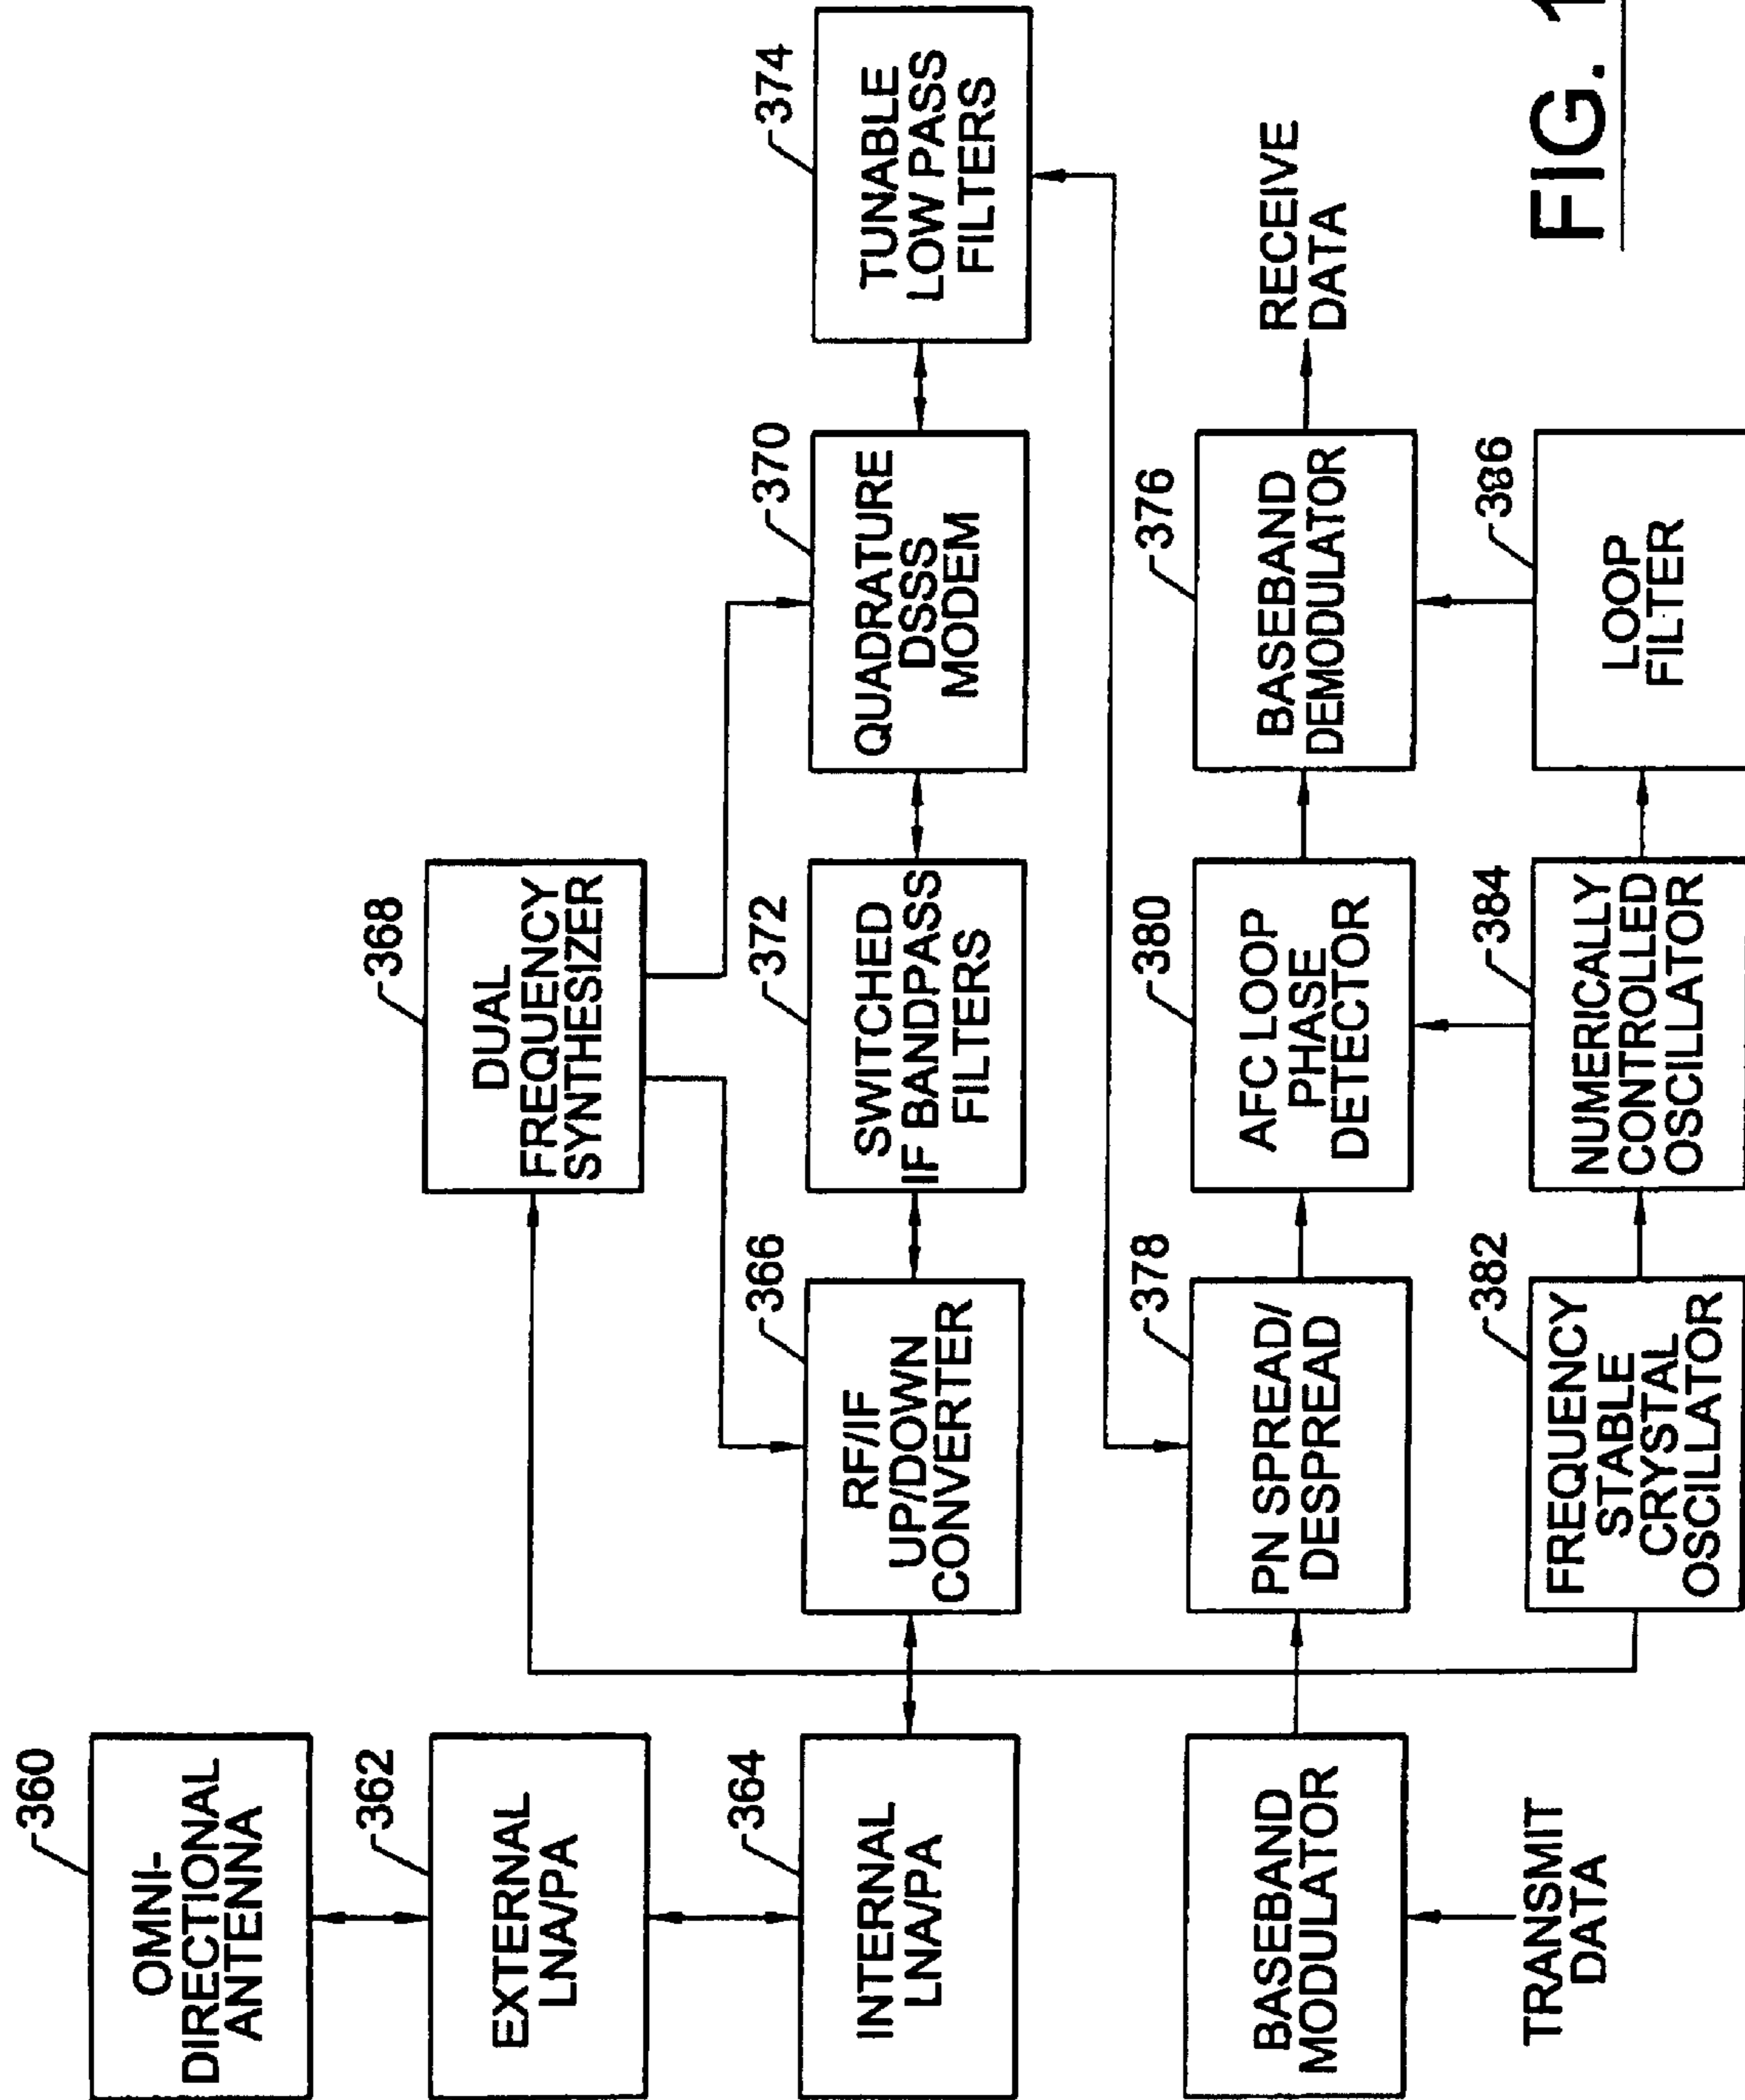 360
OMNI-
DIRECTIONAL
ANTENNA
362
EXTERNAL
LNA/PA
364
INTERNAL
LNA/PA
366
RF/IF
UP/DOWN
CONVERTER
368
DUAL
FREQUENCY
SYNTHESIZER
372
SWITCHED
IF BANDPASS
FILTERS
370
QUADRATURE
DSSS
MODEM
374
TUNABLE
LOW PASS
FILTERS
BASEBAND
MODULATOR
TRANSMIT
DATA
378
PN SPREAD/
DESPREAD
380
AFC LOOP
PHASE
DETECTOR
376
BASEBAND
DEMODULATOR
RECEIVE
DATA
382
FREQUENCY
STABLE
CRYSTAL
OSCILLATOR
384
NUMERICALLY
CONTROLLED
OSCILLATOR
386
LOOP
FILTER
FIG.